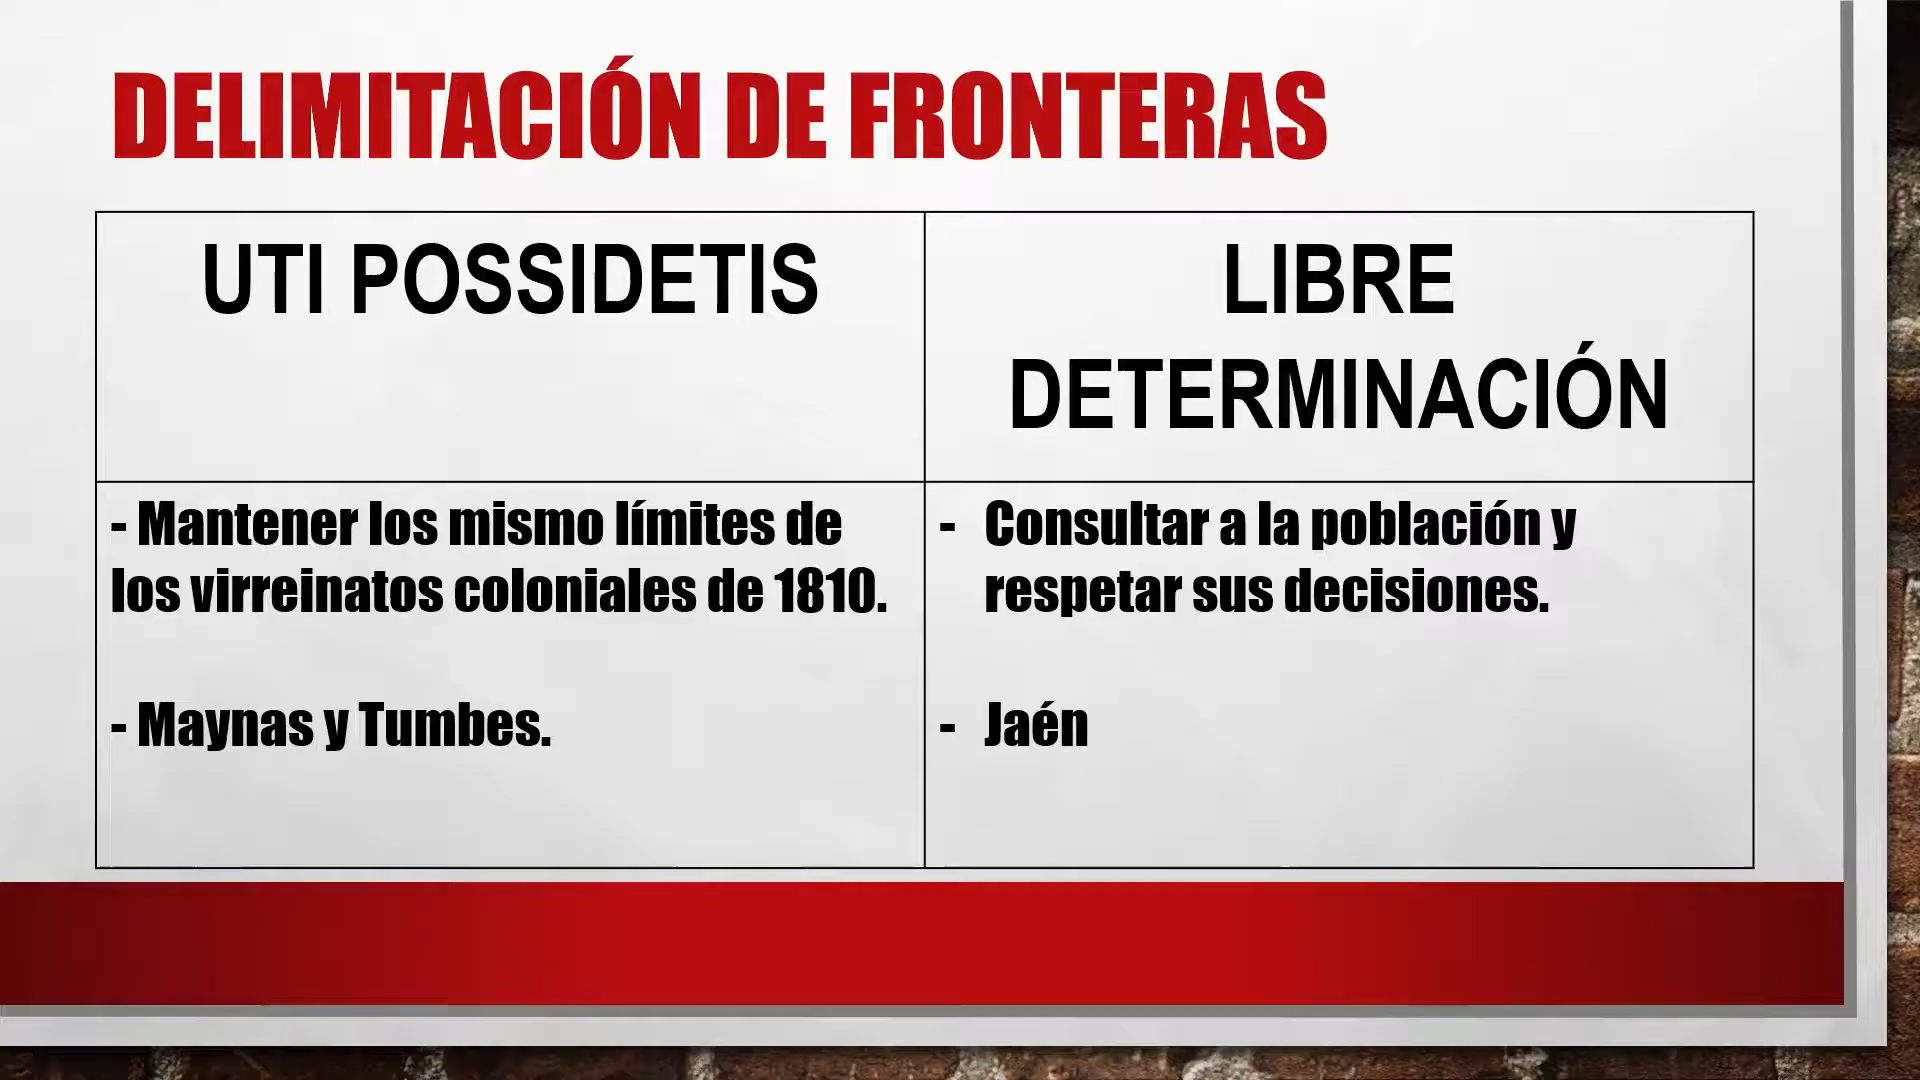 DELIMITACIÓN DE FRONTERAS
UTI POSSIDETIS
LIBRE
DETERMINACIÓN
- Mantener los mismo límites de
los virreinatos coloniales de 1810.
- Maynas y Tumbes.
- Consultar a la población y
respetar sus decisiones.
- Jaén